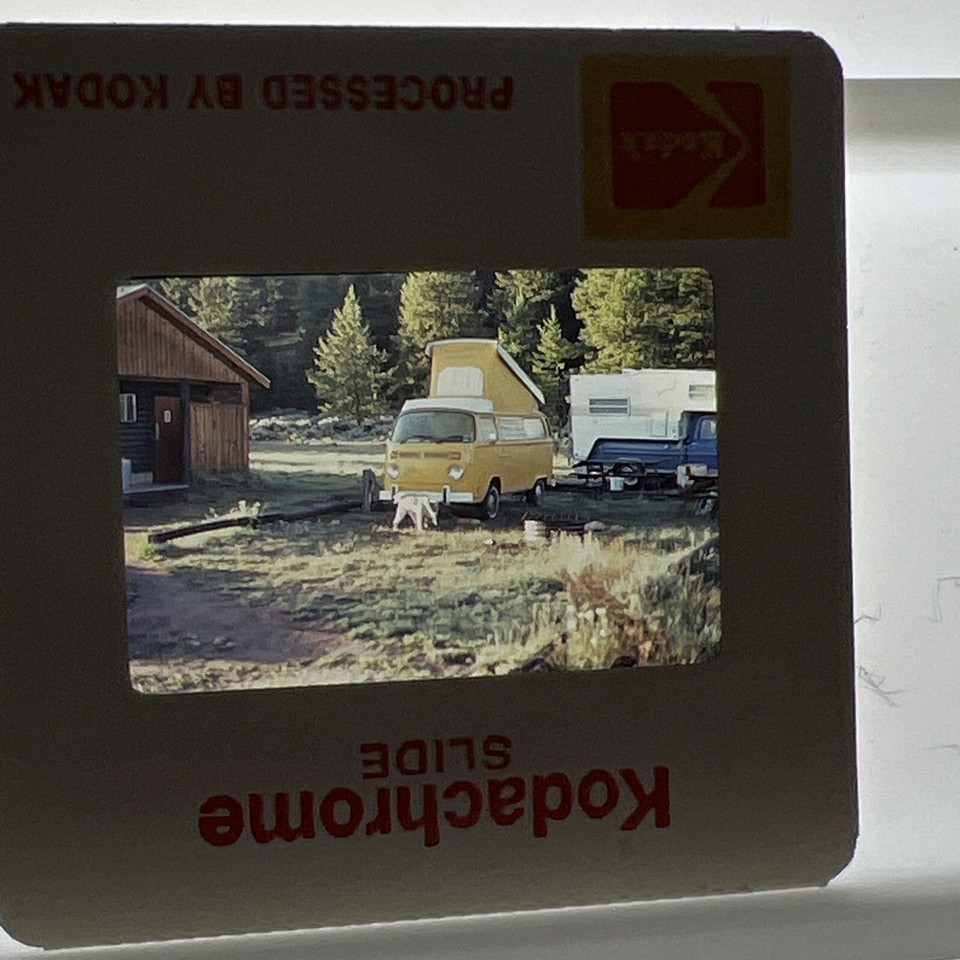 Kodachrome
SLIDE
Kodak
PROCESSED BY KODAK